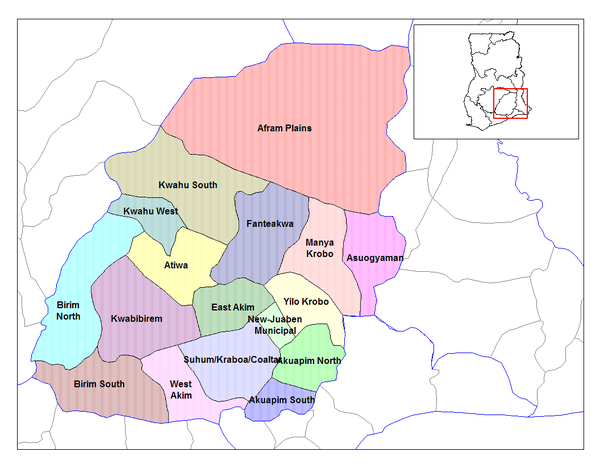 Afram Plains
Kwahu South
Kwahu West
Fanteakwa
Manya
Krobo
Asuogyaman
Atiwa
Birim
North
Kwabibirem
East Akim
Yilo Krobo
New-Juaben
Municipal
Suhum/Kraboa/Coaltar
Akuapim North
Birim South
West
Akim
Akuapim South